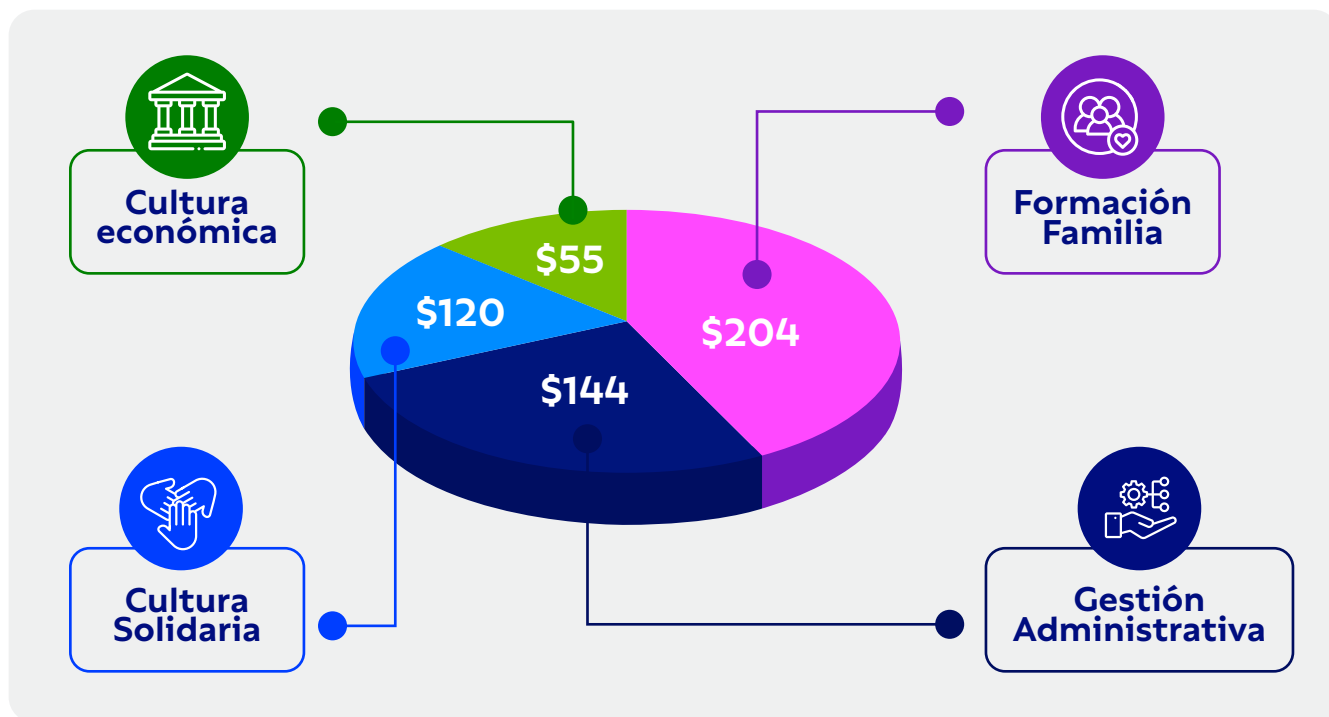 Cultura
económica
Formación
Familia
$55
$120
$204
$144
Cultura
Solidaria
Gestión
Administrativa